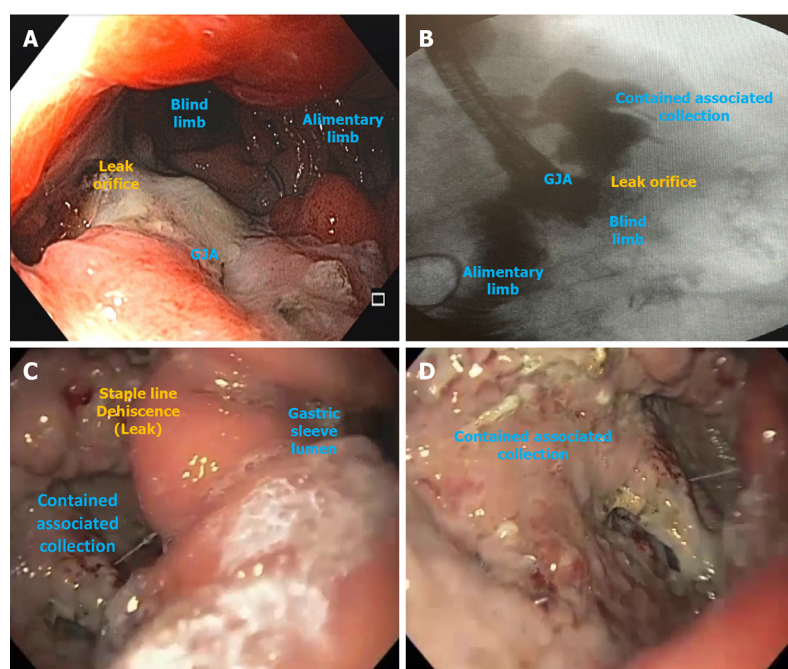 A
Blind
limb
Alimentary
limb
Leak
orifice
GJA
B
Contained associated
collection
GJA
Leak orifice
Blind
limb
Alimentary
limb
C
Staple line
Dehiscence
(Leak)
Gastric
sleeve
luman
Contained
associated
collection
D
Contained associated
collection